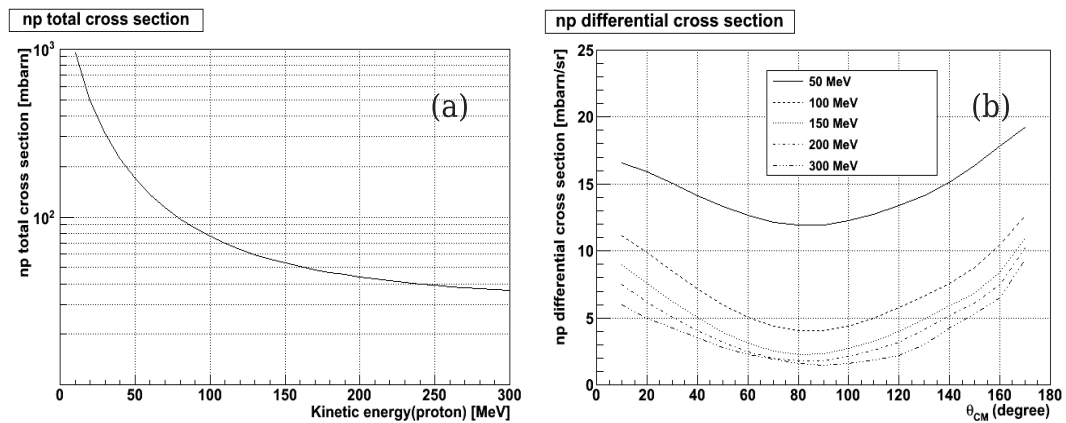 np total cross section
np total cross section [mbarn]
10³
10²
(a)
0 50 100 150 200 250 300
Kinetic energy(proton) [MeV]
np differential cross section
np differential cross section [mbarn/sr]
25
20
15
10
5
0
50 MeV
100 MeV
150 MeV
200 MeV
300 MeV
(b)
0 20 40 60 80 100 120 140 160 180
θCM (degree)